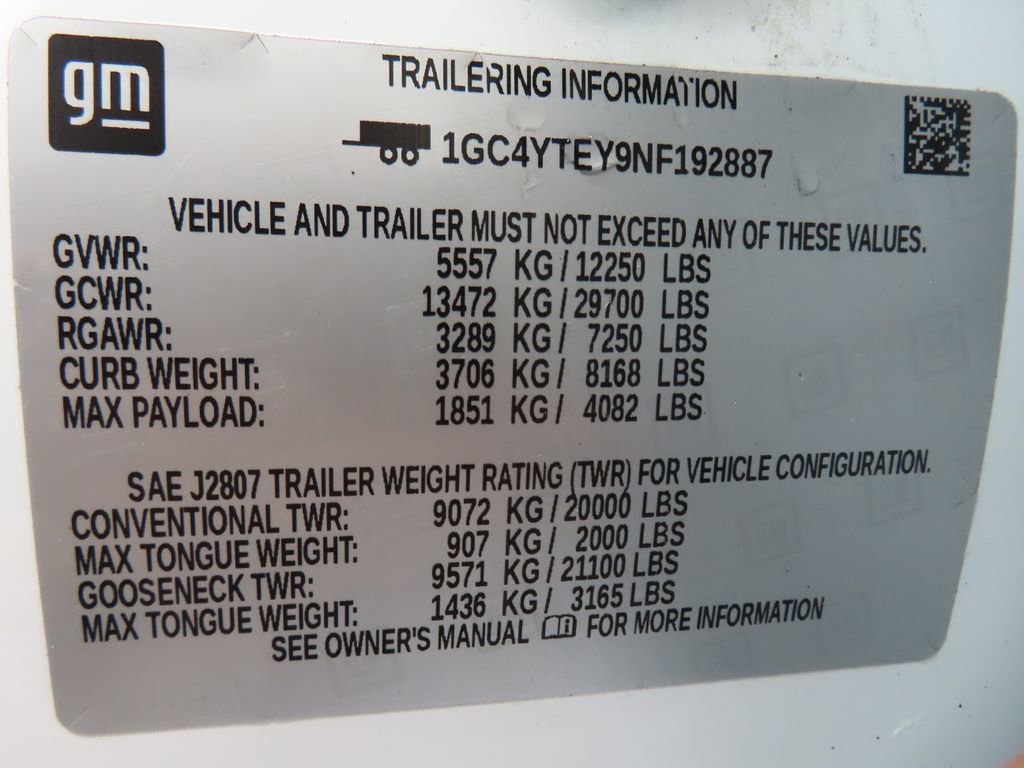 gm
TRAILERING INFORMATION
1GC4YTEY9NF192887
VEHICLE AND TRAILER MUST NOT EXCEED ANY OF THESE VALUES.
GVWR: 5557 KG/ 12250 LBS
GCWR: 13472 KG/ 29700 LBS
RGAWR: 3289 KG/ 7250 LBS
CURB WEIGHT: 3706 KG/ 8168 LBS
MAX PAYLOAD: 1851 KG/ 4082 LBS
SAE J2807 TRAILER WEIGHT RATING (TWR) FOR VEHICLE CONFIGURATION.
CONVENTIONAL TWR: 9072 KG/ 20000 LBS
MAX TONGUE WEIGHT: 907 KG/ 2000 LBS
GOOSENECK TWR: 9571 KG/ 21100 LBS
MAX TONGUE WEIGHT: 1436 KG/ 3165 LBS
SEE OWNER'S MANUAL FOR MORE INFORMATION